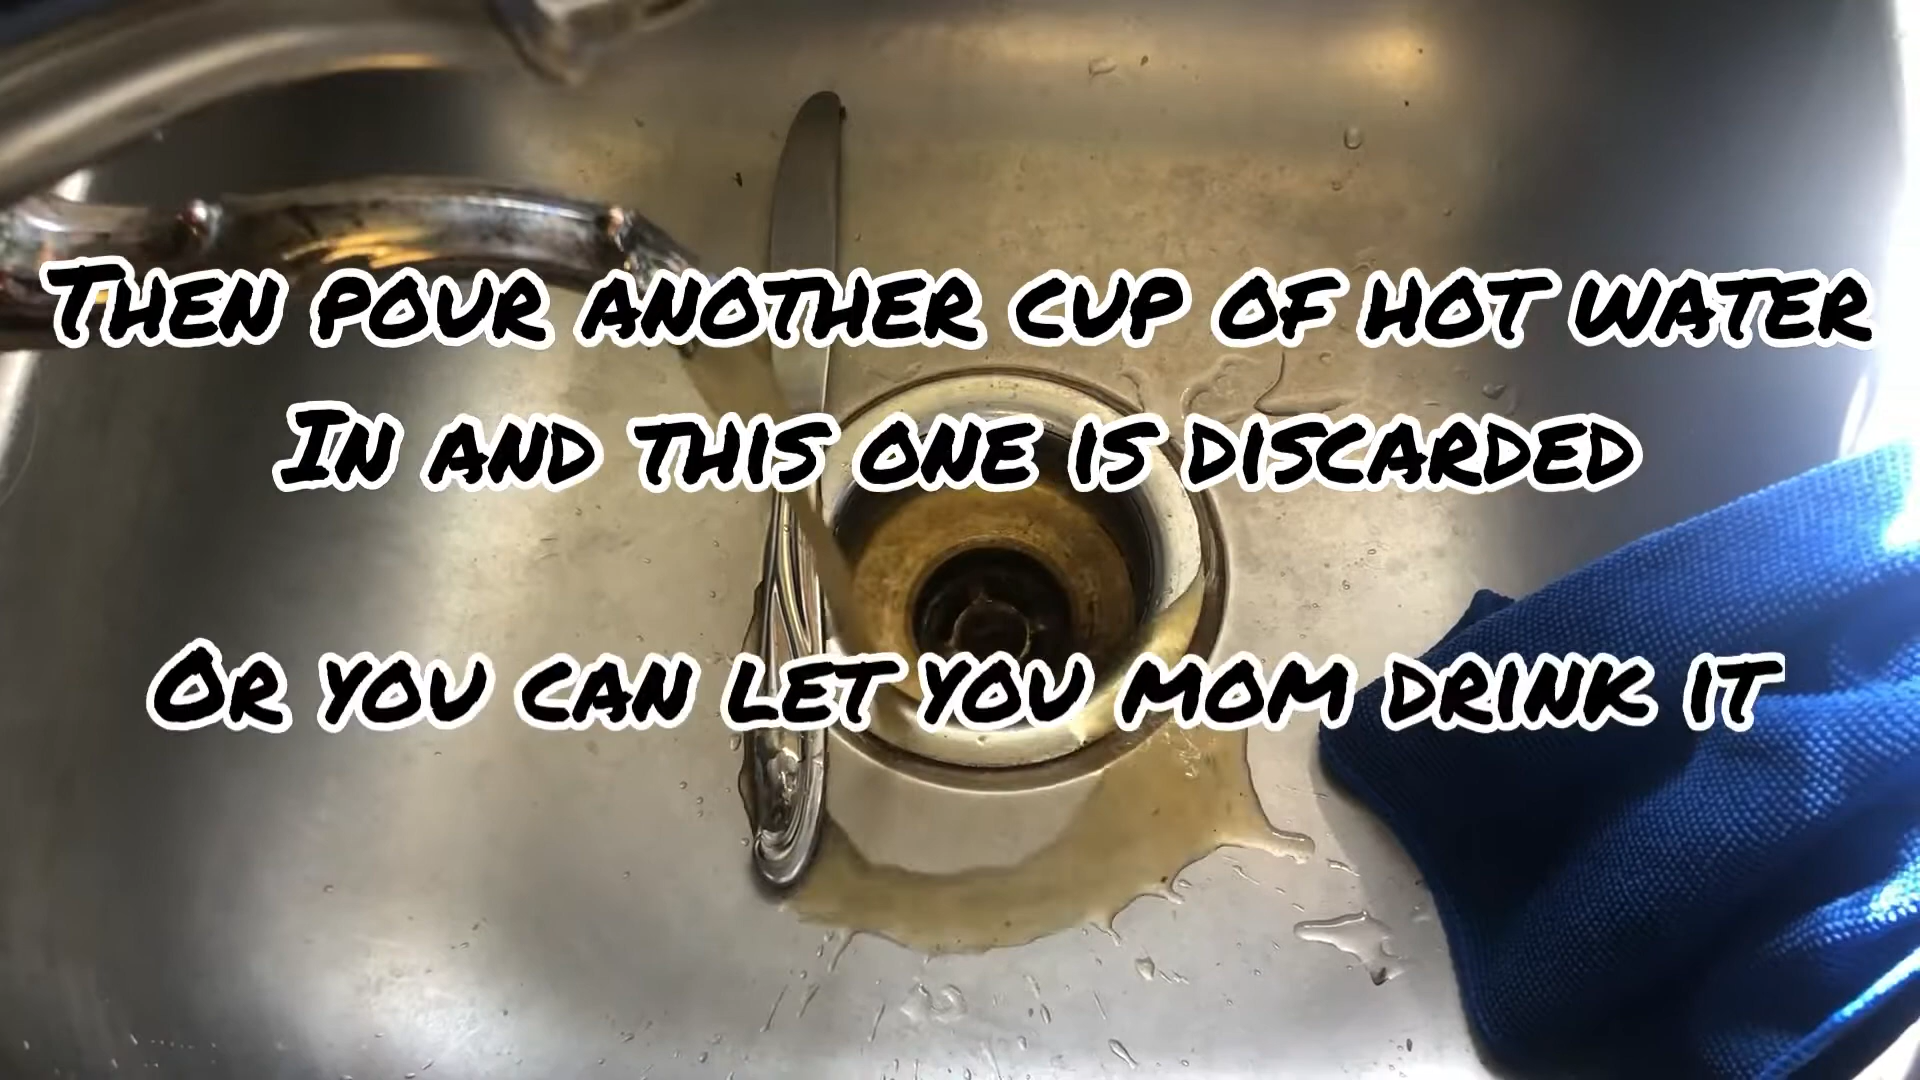 Then pour another cup of hot water
In and this one is discarded
Or you can let you mom drink it